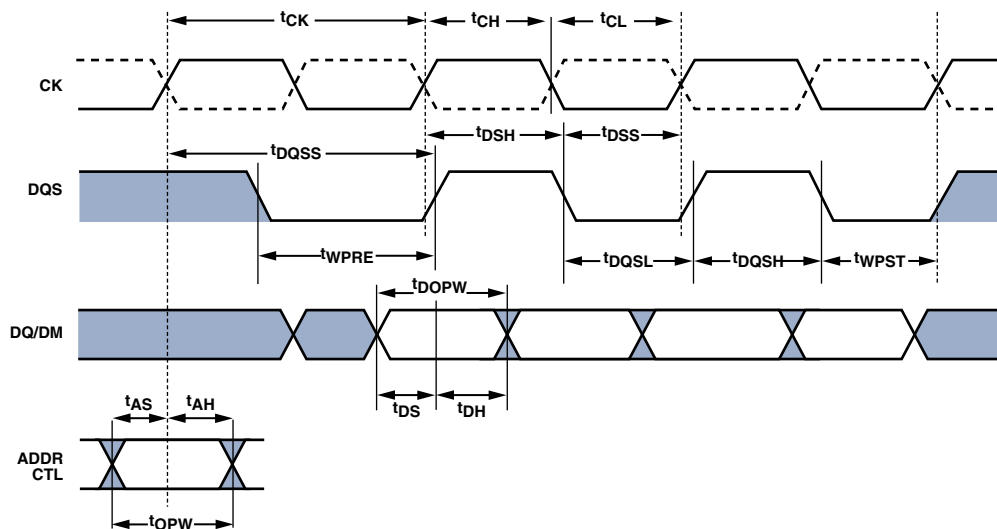 tCK
tCH
tCL
CK
tDSH
tDSS
tDQSS
DQS
tWPRE
tDQSL
tDQSH
tWPST
tDOPW
DQ/DM
tDS
tDH
tAS
tAH
ADDR
CTL
tOPW